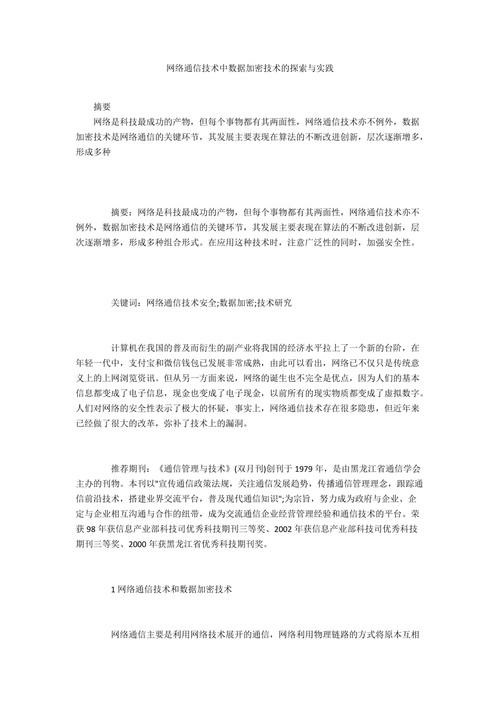 网络通信技术中数据加密技术的探索与实践
摘要
网络是科技最成功的产物，但每个事物都有其两面性，网络通信技术亦不例外，数据
加密技术是网络通信的关键环节，其发展主要表现在算法的不断改进创新，层次逐渐增多，
形成多种
摘要：网络是科技最成功的产物，但每个事物都有其两面性，网络通信技术亦不
例外，数据加密技术是网络通信的关键环节，其发展主要表现在算法的不断改进创新，层
次逐渐增多，形成多种组合形式。在应用这种技术时，注意广泛性的同时，加强安全性。
关键词：网络通信技术安全;数据加密;技术研究
计算机在我国的普及而衍生的副产业将我国的经济水平拉上了一个新的台阶，在
年轻一代中，支付宝和微信钱包已发展非常成熟，由此可以看出，网络已不仅只是传统意
义上的上网浏览资讯。但从另一方面来说，网络的诞生也不完全是优点，因为人们的基本
信息都变成了电子信息，现金也变成了电子现金，以前所有的现实物质都变成了虚拟数字。
人们对网络的安全性表示了极大的怀疑，事实上，网络通信技术存在很多隐患，但近年来
已经做了很大的改革，弥补了技术上的漏洞。
推荐期刊：《通信管理与技术》(双月刊)创刊于 1979 年，是由黑龙江省通信学会
主办的刊物。本刊以"宣传通信政策法规，关注通信发展趋势，传播通信管理理念，跟踪通
信前沿技术，搭建业界交流平台，普及现代通信知识";为宗旨，努力成为政府与企业、企
定与企业相互沟通与合作的纽带，成为交流通信企业经营管理经验和通信技术的平台。荣
获 98 年获信息产业部科技司优秀科技期刊三等奖、2002 年获信息产业部科技司优秀科技
期刊三等奖、2000 年获黑龙江省优秀科技期刊奖。
1 网络通信技术和数据加密技术
网络通信主要是利用网络技术展开的通信，网络利用物理链路的方式将原本互相